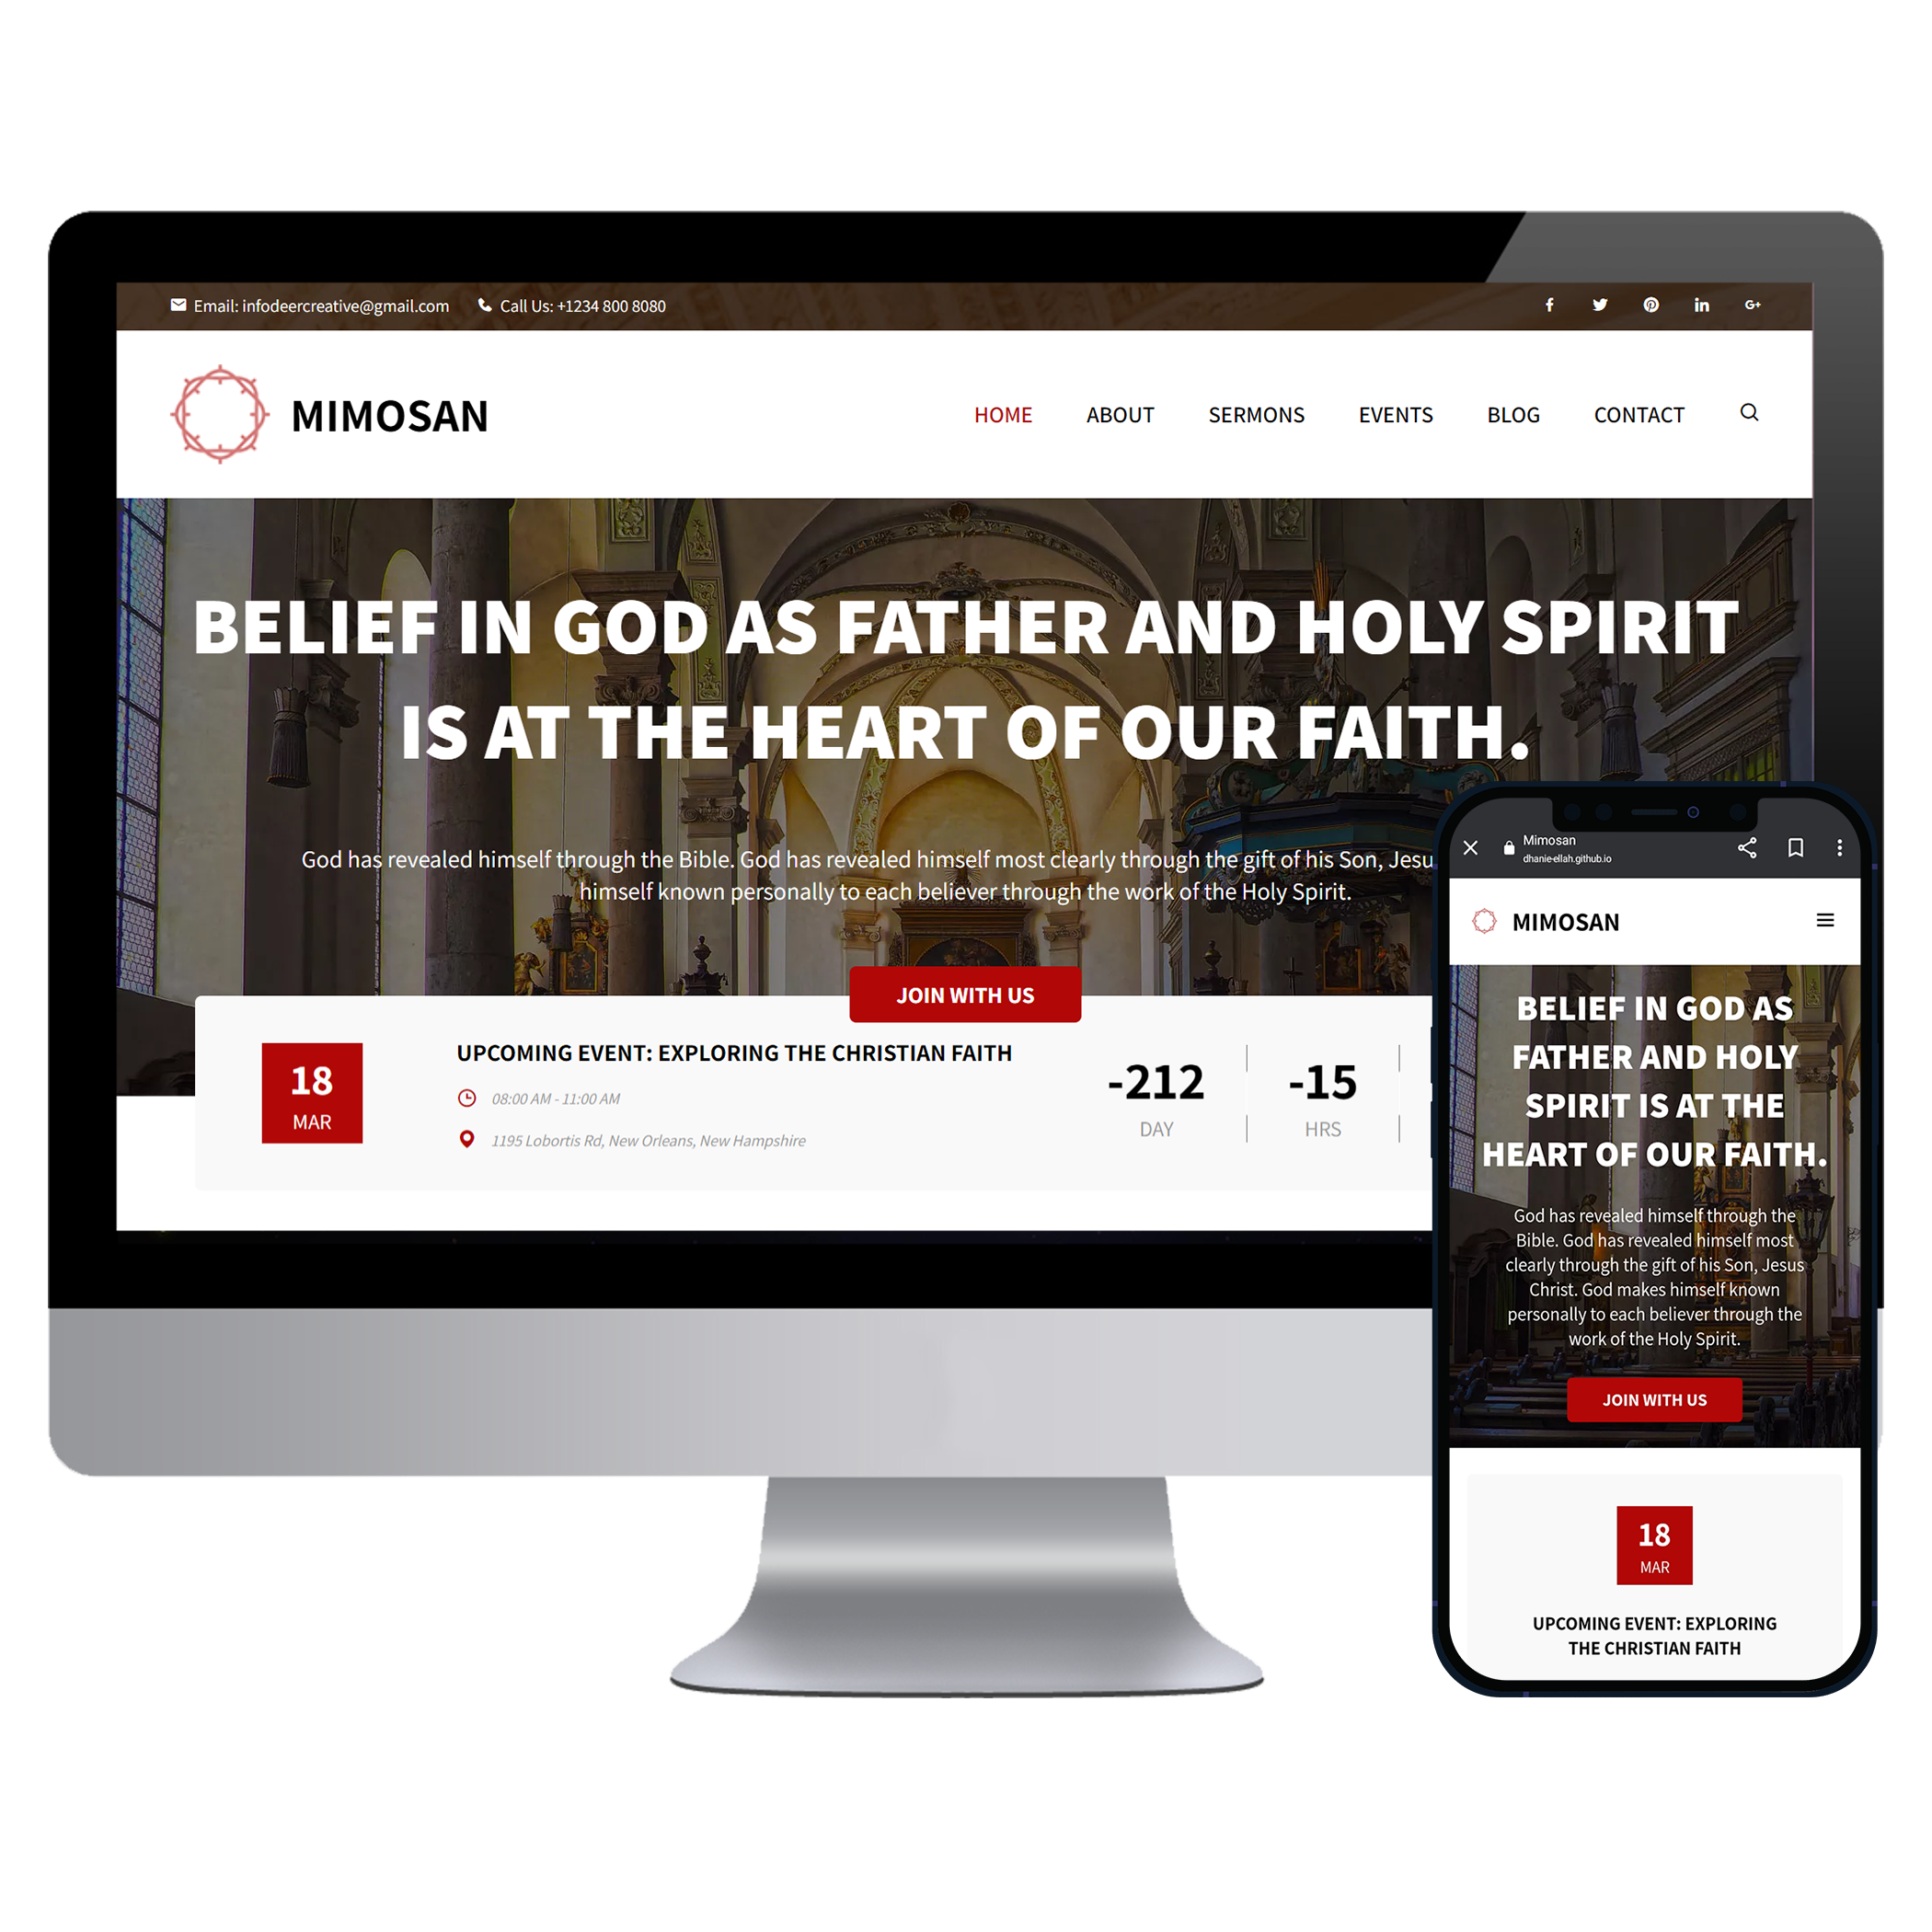 Email: infodeercreative@gmail.com Call Us: +1234 800 8080
G+
MIMOSAN
HOME ABOUT SERMONS EVENTS BLOG CONTACT
BELIEF IN GOD AS FATHER AND HOLY SPIRIT
IS AT THE HEART OF OUR FAITH.
God has revealed himself through the Bible. God has revealed himself most clearly through the gift of his Son, Jesu
himself known personally to each believer through the work of the Holy Spirit.
JOIN WITH US
18
MAR
UPCOMING EVENT: EXPLORING THE CHRISTIAN FAITH
08:00 AM - 11:00 AM
1195 Lobortis Rd, New Orleans, New Hampshire
-212
DAY
-15
HRS
Mimosan
dhanie-ellah.github.io
MIMOSAN
BELIEF IN GOD AS
FATHER AND HOLY
SPIRIT IS AT THE
HEART OF OUR FAITH.
God has revealed himself through the
Bible. God has revealed himself most
clearly through the gift of his Son, Jesus
Christ. God makes himself known
personally to each believer through the
work of the Holy Spirit.
JOIN WITH US
18
MAR
UPCOMING EVENT: EXPLORING
THE CHRISTIAN FAITH